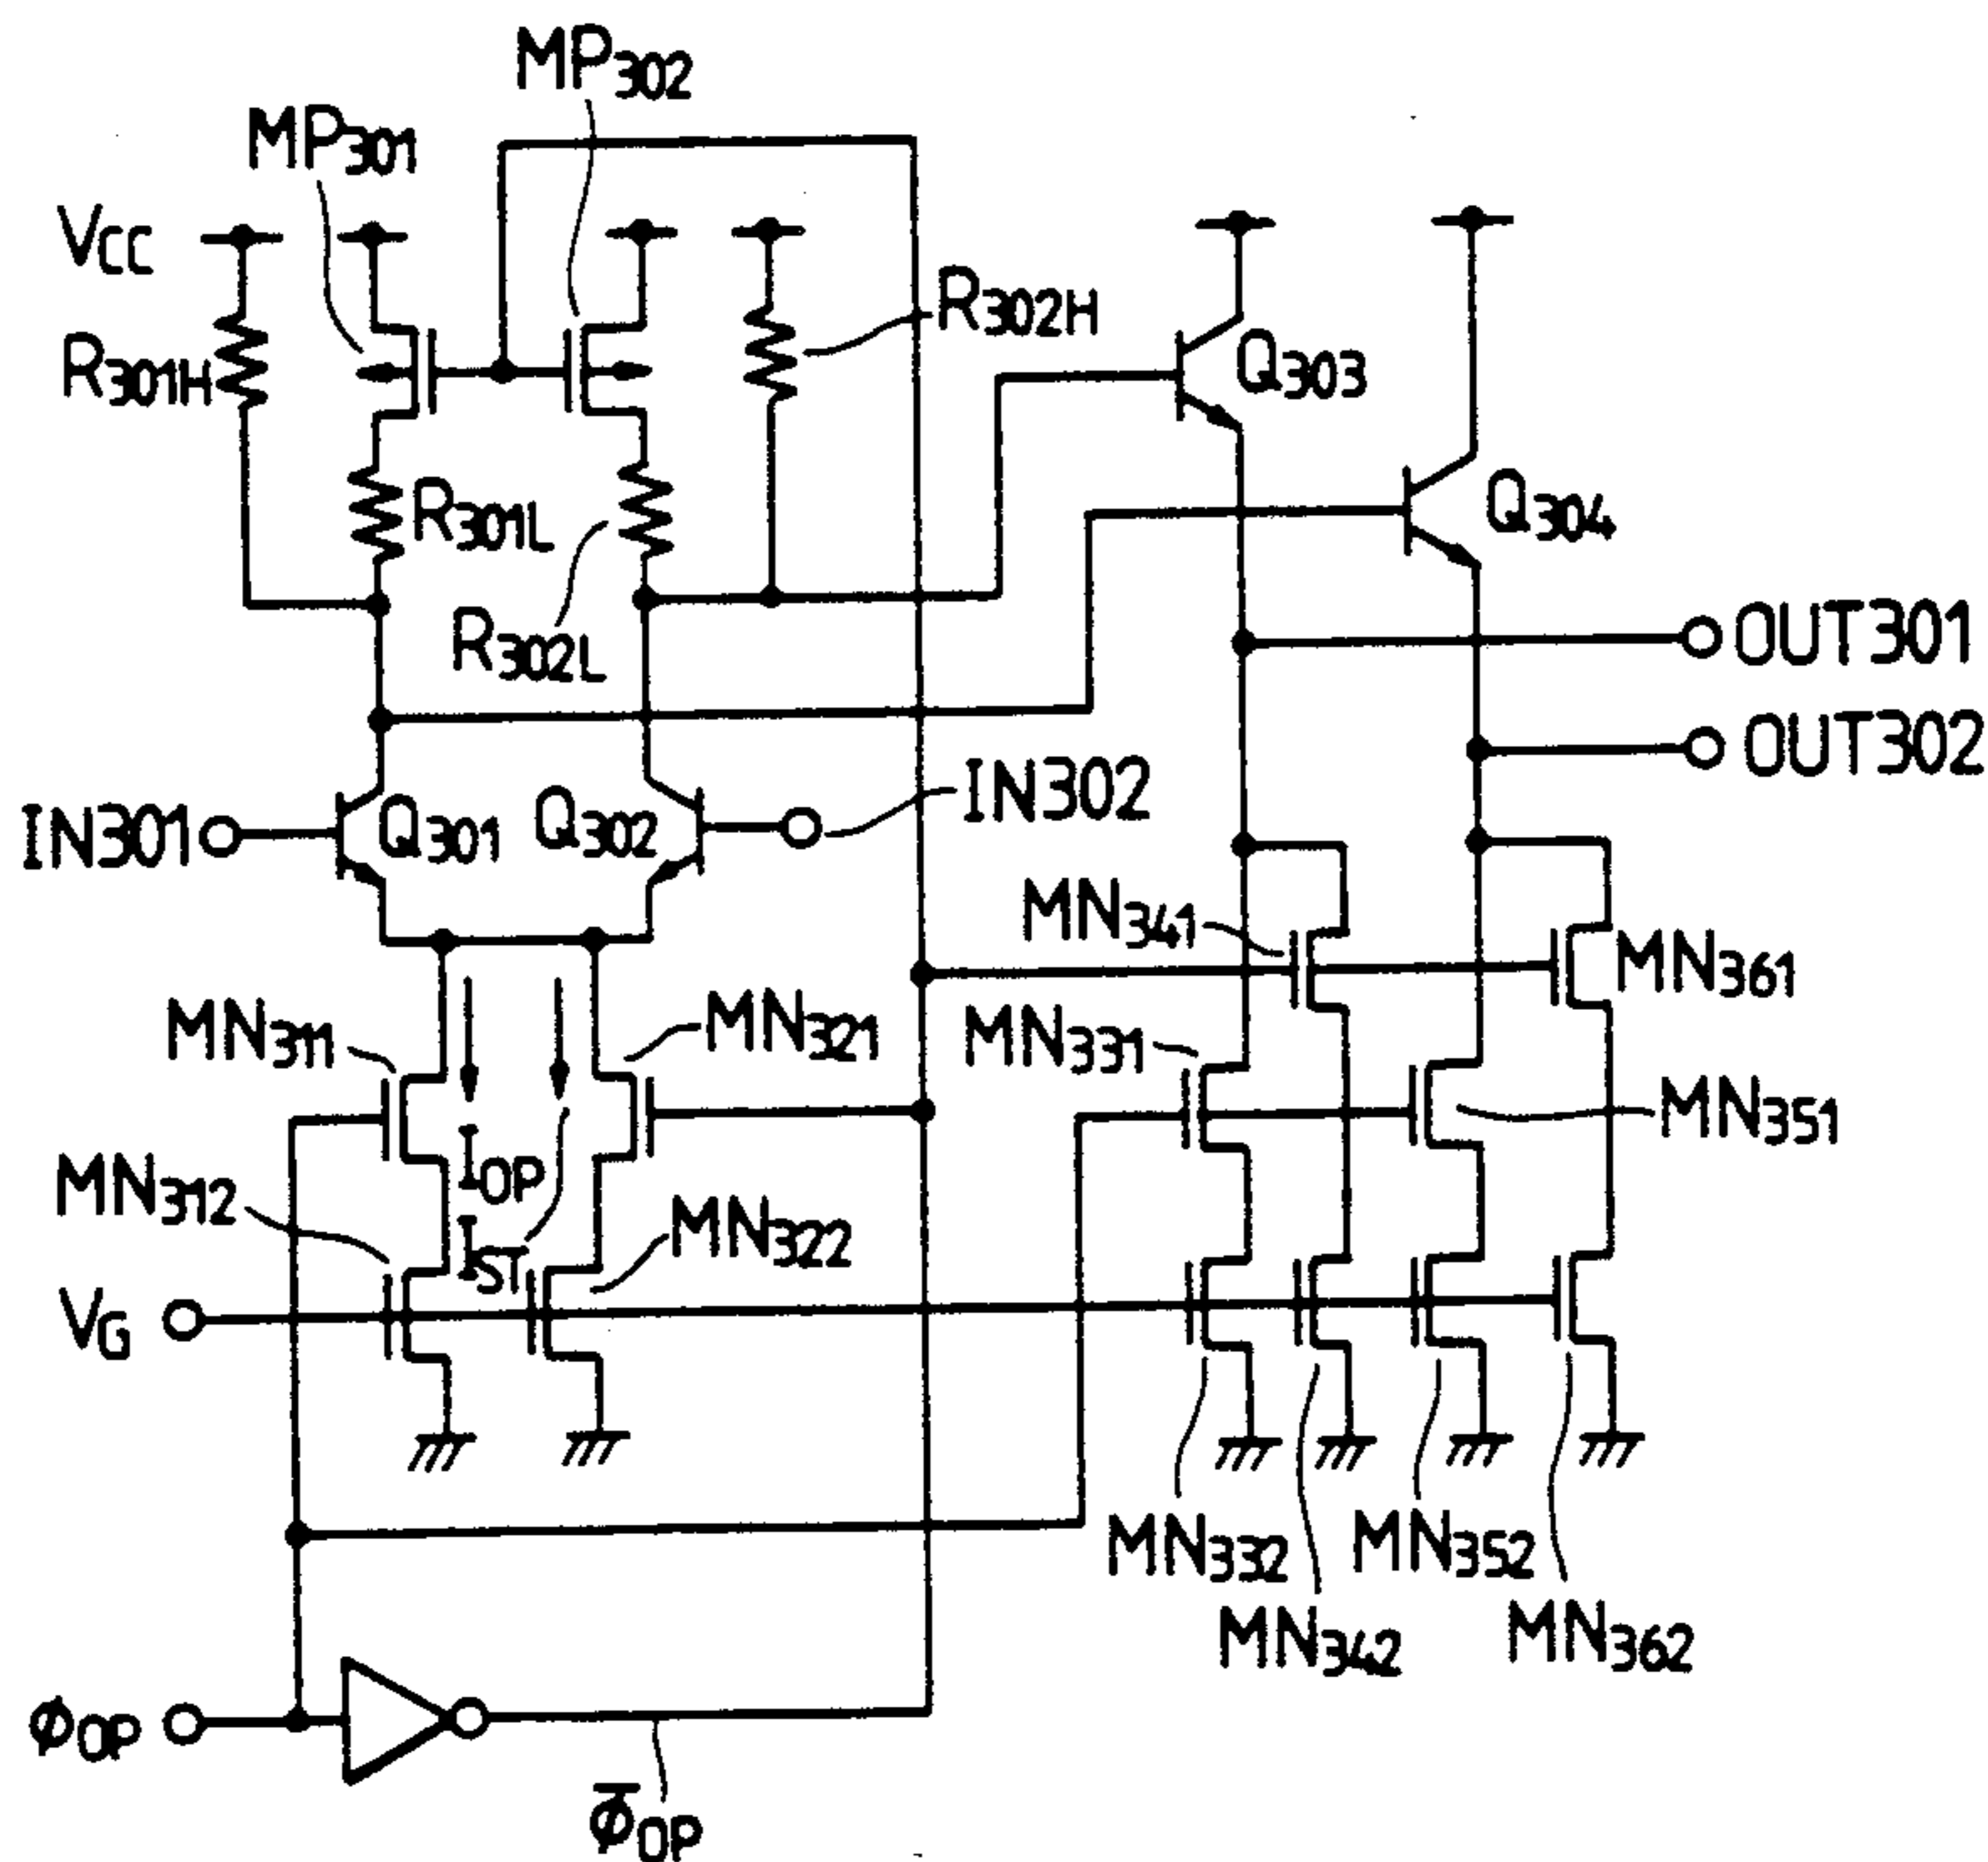 MP302
MP301
VCC
R302H
R301H
Q303
R301L
Q304
R302L
OUT301
OUT302
IN301
Q301
Q302
IN302
MN341
MN361
MN311
MN321
MN331
MN351
IOP
MN312
IST
MN322
VG
MN332
MN352
MN342
MN362
φOP
φ̅OP